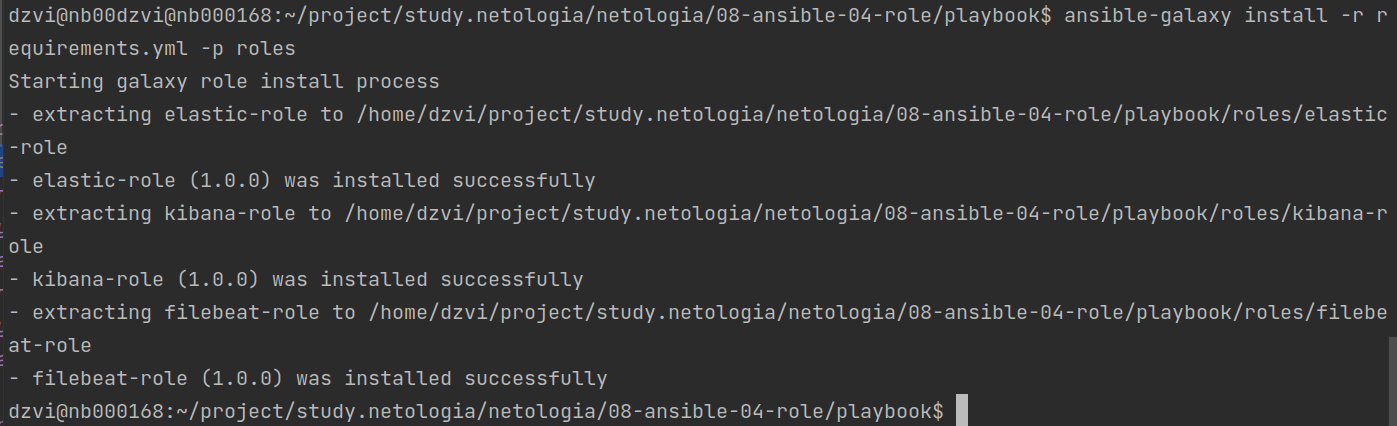 dzvi@nb00dzvi@nb000168:~/project/study.netologia/netologia/08-ansible-04-role/playbook$ ansible-galaxy install -r r
equirements.yml -p roles
Starting galaxy role install process
- extracting elastic-role to /home/dzvi/project/study.netologia/netologia/08-ansible-04-role/playbook/roles/elastic
-role
- elastic-role (1.0.0) was installed successfully
- extracting kibana-role to /home/dzvi/project/study.netologia/netologia/08-ansible-04-role/playbook/roles/kibana-r
ole
- kibana-role (1.0.0) was installed successfully
- extracting filebeat-role to /home/dzvi/project/study.netologia/netologia/08-ansible-04-role/playbook/roles/filebe
at-role
- filebeat-role (1.0.0) was installed successfully
dzvi@nb000168:~/project/study.netologia/netologia/08-ansible-04-role/playbook$